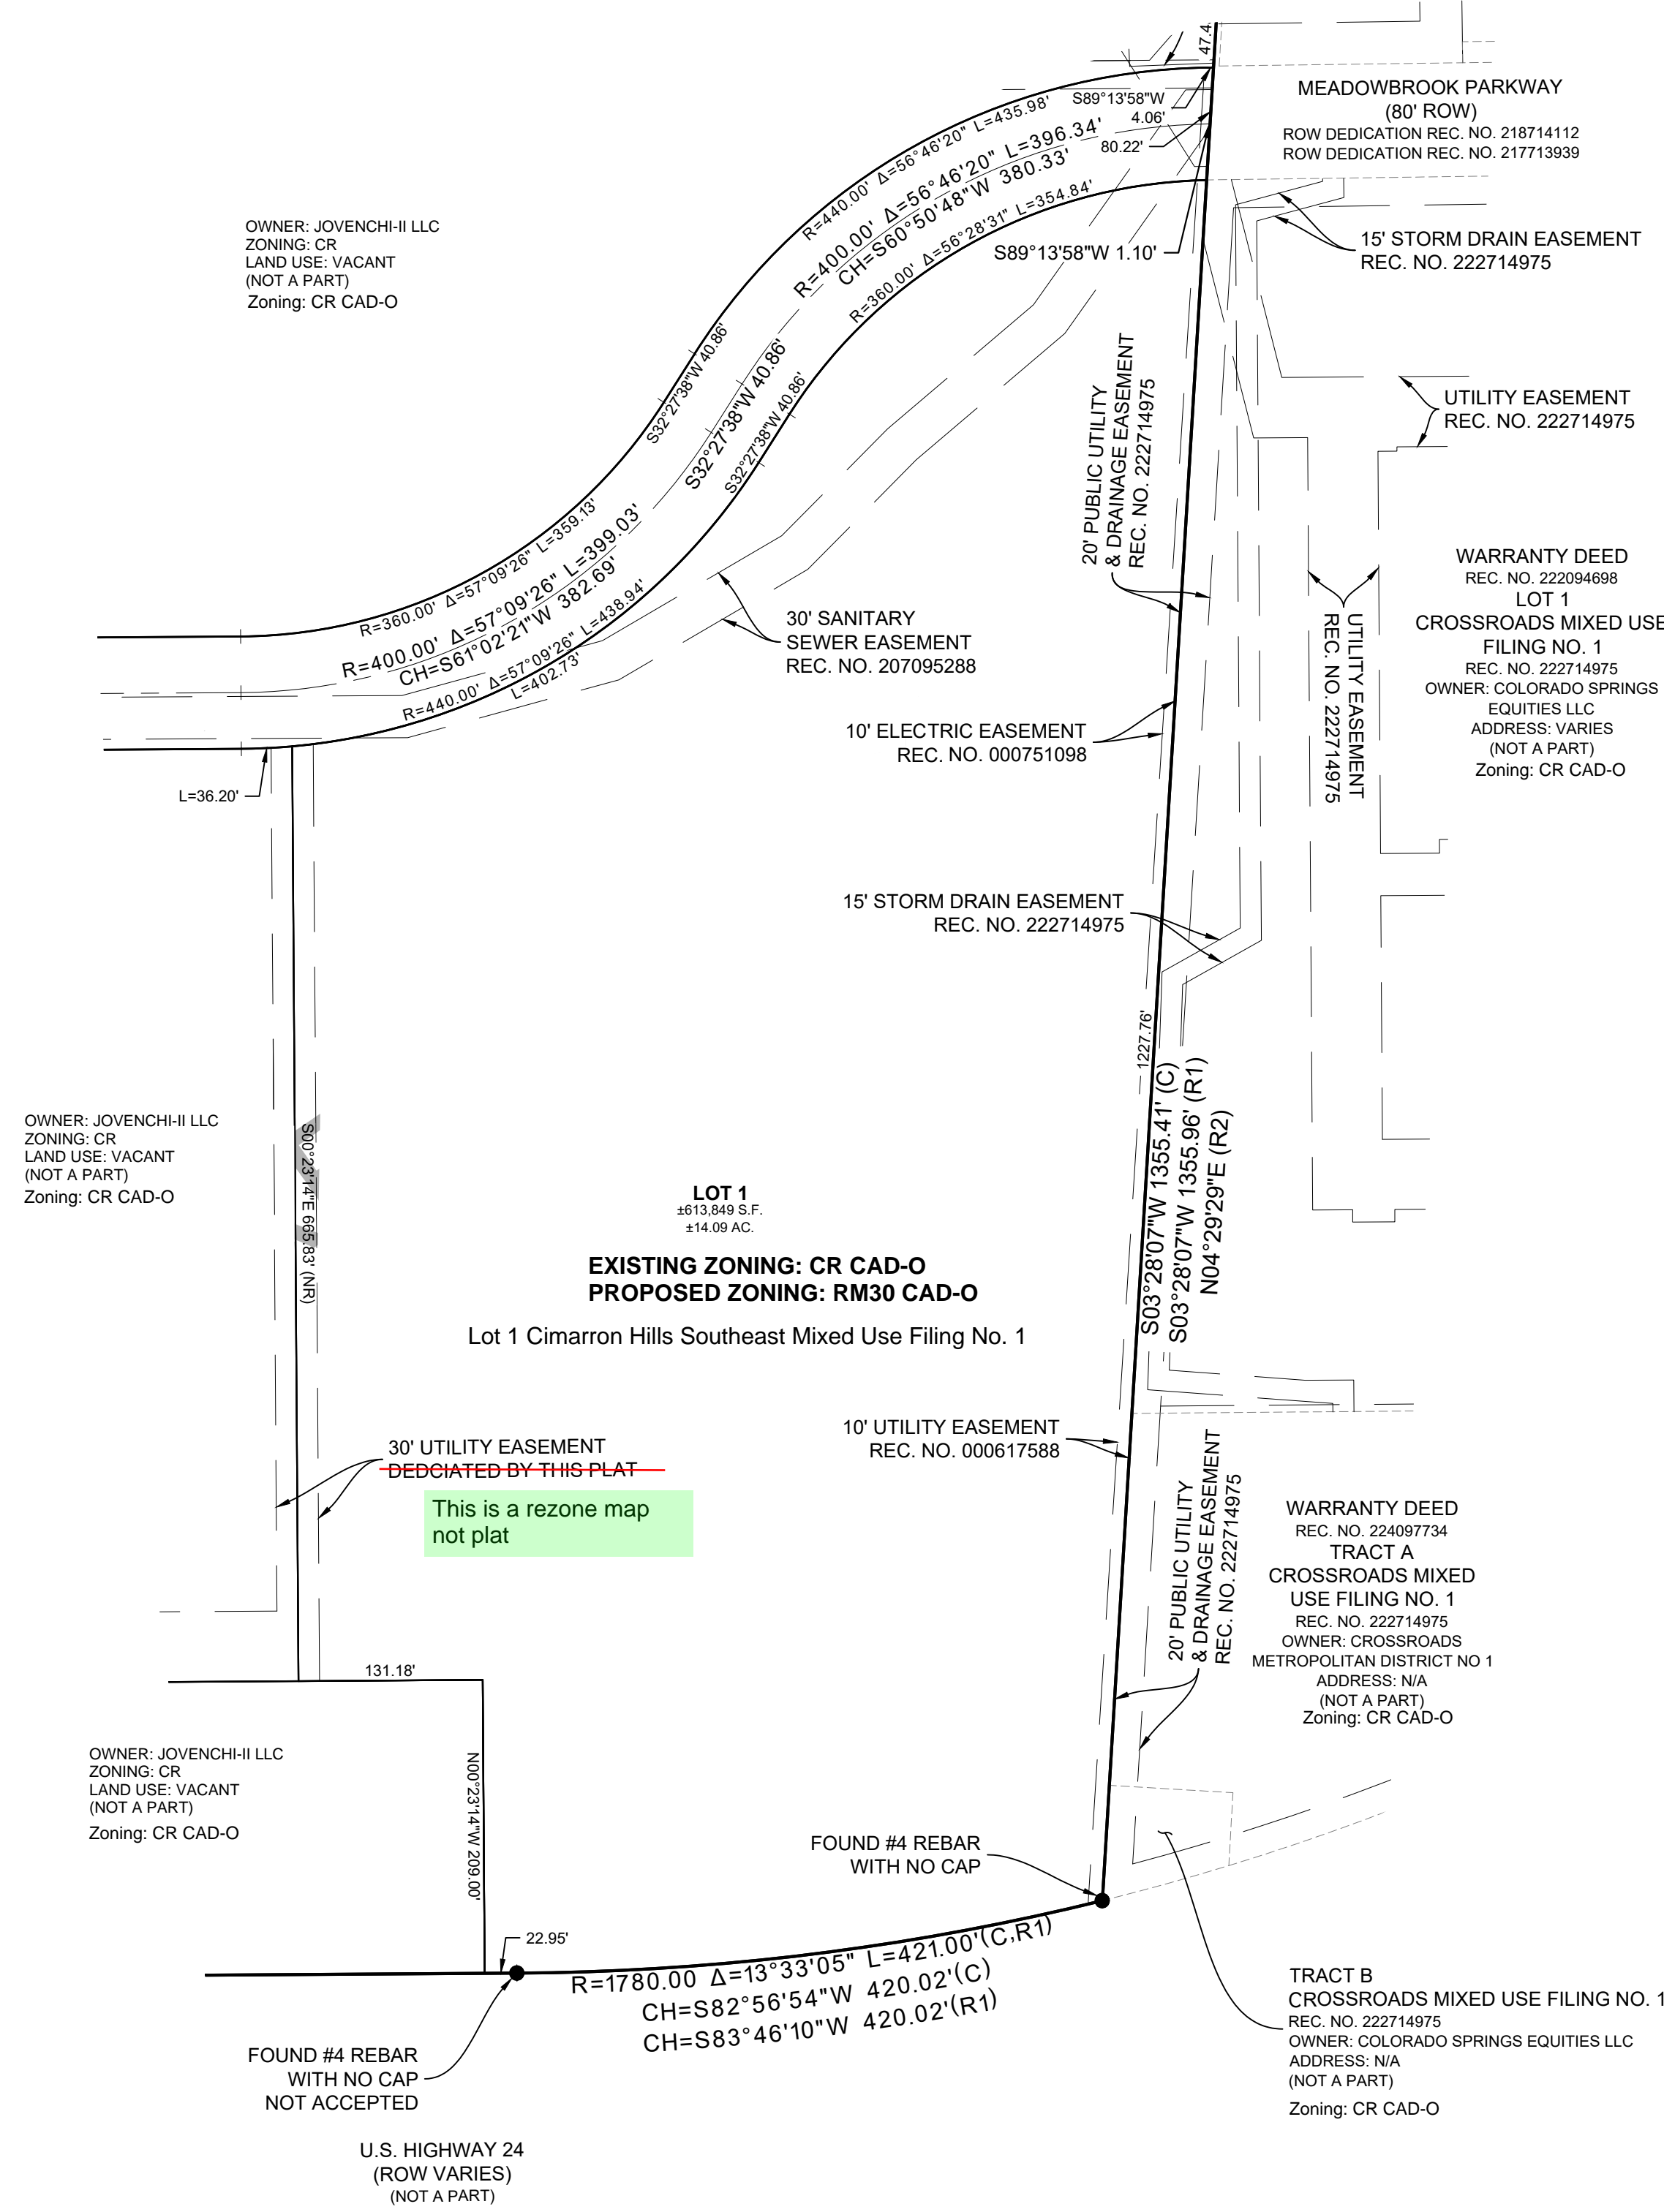 47.4
MEADOWBROOK PARKWAY
(80' ROW)
ROW DEDICATION REC. NO. 218714112
ROW DEDICATION REC. NO. 217713939
S89°13'58"W
4.06'
80.22'
R=440.00' Δ=56°46'20" L=435.98'
R=400.00' Δ=56°46'20" L=396.34'
CH=S60°50'48"W 380.33'
R=360.00' Δ=56°28'31" L=354.84'
S89°13'58"W 1.10'
OWNER: JOVENCHI-II LLC
ZONING: CR
LAND USE: VACANT
(NOT A PART)
Zoning: CR CAD-O
15' STORM DRAIN EASEMENT
REC. NO. 222714975
S32°27'38"W 40.86'
S32°27'38"W 40.86'
S32°27'38"W 40.86'
20' PUBLIC UTILITY
& DRAINAGE EASEMENT
REC. NO. 222714975
UTILITY EASEMENT
REC. NO. 222714975
R=360.00' Δ=57°09'26" L=359.13'
R=400.00' Δ=57°09'26" L=399.03'
CH=S61°02'21"W 382.69'
R=440.00' Δ=57°09'26" L=438.94'
L=402.73'
30' SANITARY
SEWER EASEMENT
REC. NO. 207095288
UTILITY EASEMENT
REC. NO. 222714975
WARRANTY DEED
REC. NO. 222094698
LOT 1
CROSSROADS MIXED USE
FILING NO. 1
REC. NO. 222714975
OWNER: COLORADO SPRINGS
EQUITIES LLC
ADDRESS: VARIES
(NOT A PART)
Zoning: CR CAD-O
10' ELECTRIC EASEMENT
REC. NO. 000751098
L=36.20'
15' STORM DRAIN EASEMENT
REC. NO. 222714975
1227.76'
S03°28'07"W 1355.41' (C)
S03°28'07"W 1355.96' (R1)
N04°29'29"E (R2)
OWNER: JOVENCHI-II LLC
ZONING: CR
LAND USE: VACANT
(NOT A PART)
Zoning: CR CAD-O
S00°23'14"E 665.83' (NR)
LOT 1
±613,849 S.F.
±14.09 AC.
EXISTING ZONING: CR CAD-O
PROPOSED ZONING: RM30 CAD-O
Lot 1 Cimarron Hills Southeast Mixed Use Filing No. 1
10' UTILITY EASEMENT
REC. NO. 000617588
30' UTILITY EASEMENT
DEDCIATED BY THIS PLAT
This is a rezone map
not plat
20' PUBLIC UTILITY
& DRAINAGE EASEMENT
REC. NO. 222714975
WARRANTY DEED
REC. NO. 224097734
TRACT A
CROSSROADS MIXED
USE FILING NO. 1
REC. NO. 222714975
OWNER: CROSSROADS
METROPOLITAN DISTRICT NO 1
ADDRESS: N/A
(NOT A PART)
Zoning: CR CAD-O
131.18'
OWNER: JOVENCHI-II LLC
ZONING: CR
LAND USE: VACANT
(NOT A PART)
Zoning: CR CAD-O
N00°23'14"W 209.00'
FOUND #4 REBAR
WITH NO CAP
22.95'
R=1780.00 Δ=13°33'05" L=421.00'(C,R1)
CH=S82°56'54"W 420.02'(C)
CH=S83°46'10"W 420.02'(R1)
TRACT B
CROSSROADS MIXED USE FILING NO. 1
REC. NO. 222714975
OWNER: COLORADO SPRINGS EQUITIES LLC
ADDRESS: N/A
(NOT A PART)
Zoning: CR CAD-O
FOUND #4 REBAR
WITH NO CAP
NOT ACCEPTED
U.S. HIGHWAY 24
(ROW VARIES)
(NOT A PART)